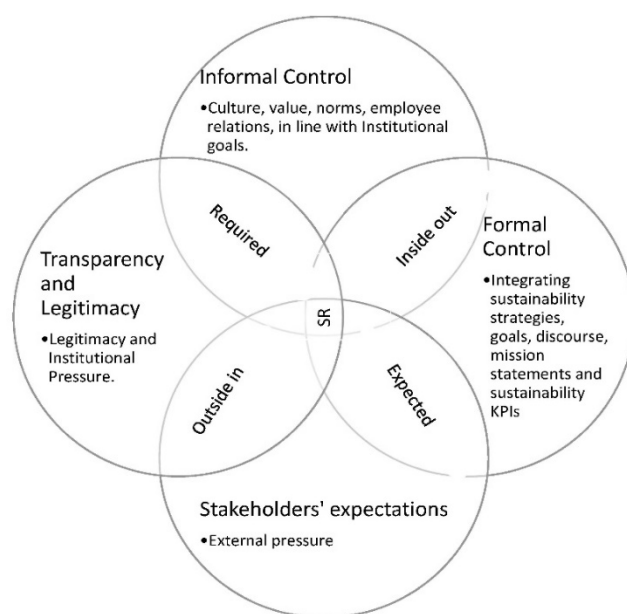 Informal Control
•Culture, value, norms, employee
relations, in line with Institutional
goals.
Required
Inside out
Transparency
and
Legitimacy
•Legitimacy and
Institutional
Pressure.
Formal
Control
•Integrating
sustainability
strategies,
goals, discourse,
mission
statements and
sustainability
KPIs
SR
Outside in
Expected
Stakeholders' expectations
•External pressure